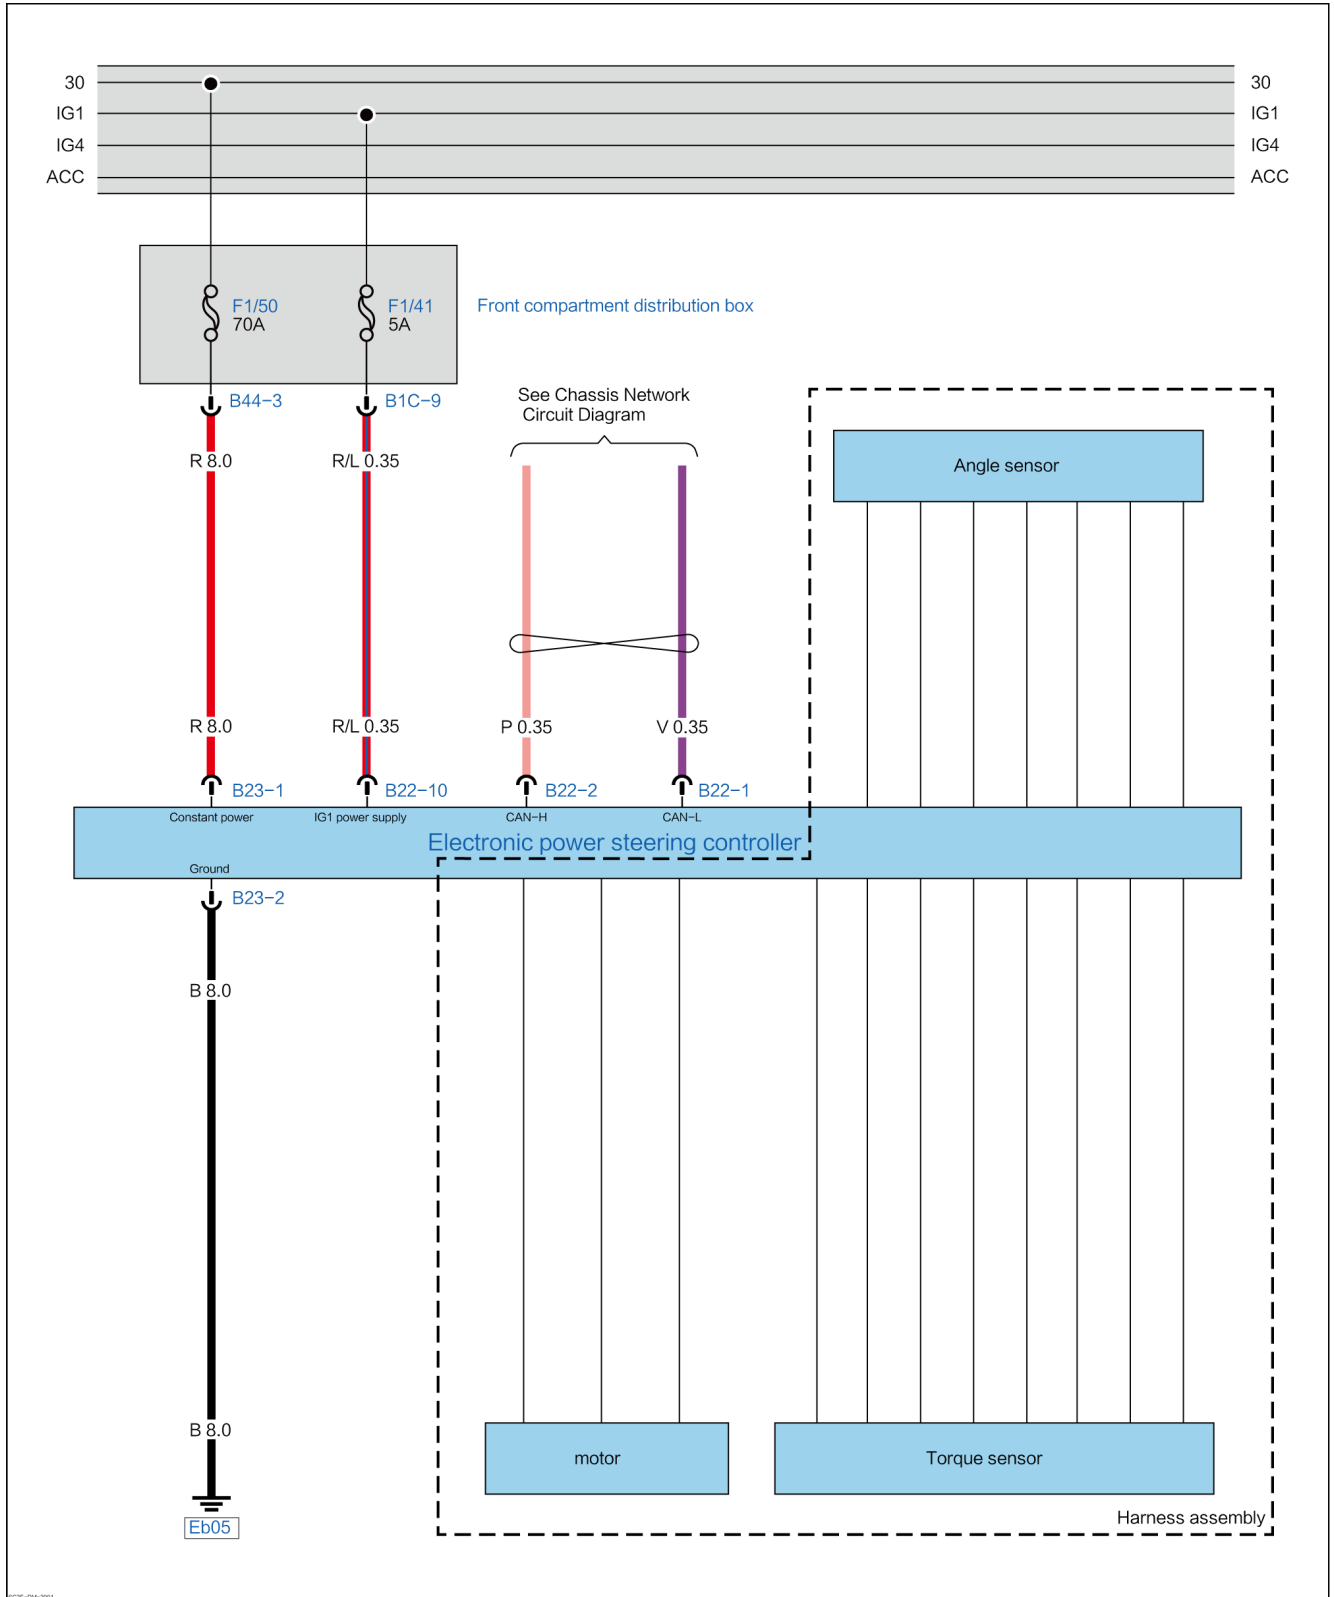 30 30
IG1 IG1
IG4 IG4
ACC ACC
F1/50 F1/41 Front compartment distribution box
70A 5A
See Chassis Network
Circuit Diagram
B44-3 B1C-9
R 8.0 R/L 0.35 Angle sensor
R 8.0 R/L 0.35 P 0.35 V 0.35
B23-1 B22-10 B22-2 B22-1
Constant power IG1 power supply CAN-H CAN-L
Electronic power steering controller
Ground
B23-2
B 8.0
B 8.0
motor Torque sensor
Harness assembly
Eb05